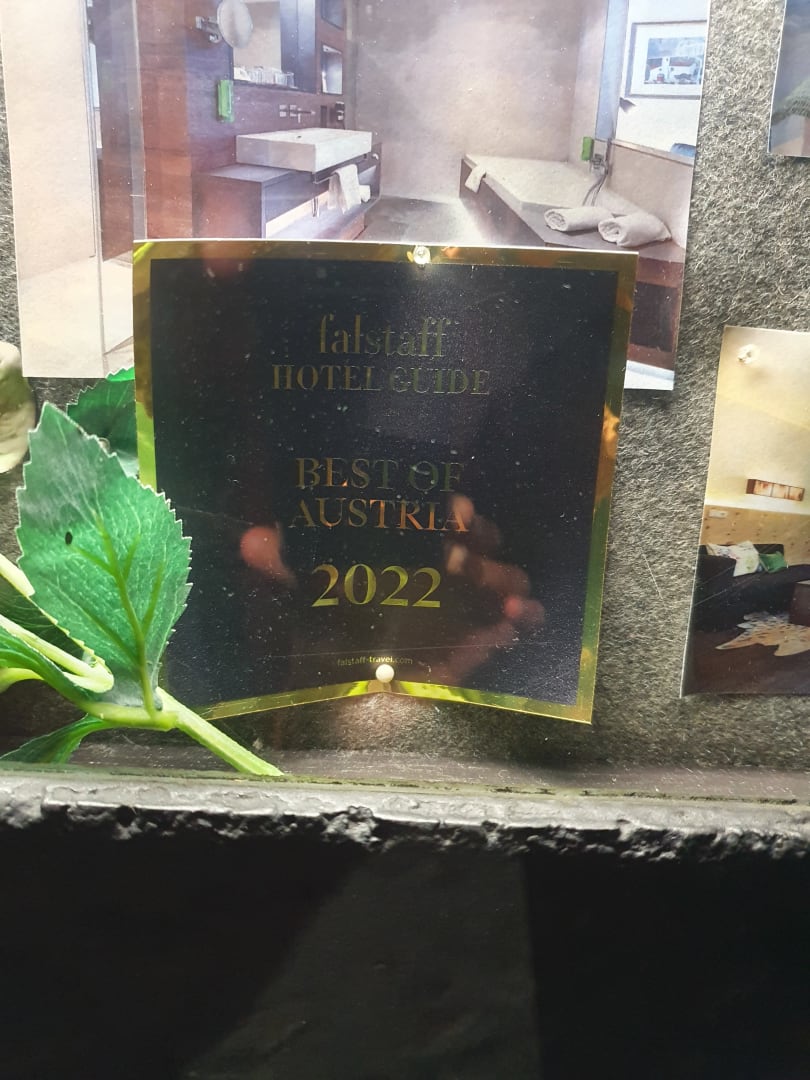 falstaff
HOTEL GUIDE
BEST OF
AUSTRIA
2022
falstaff-travel.com